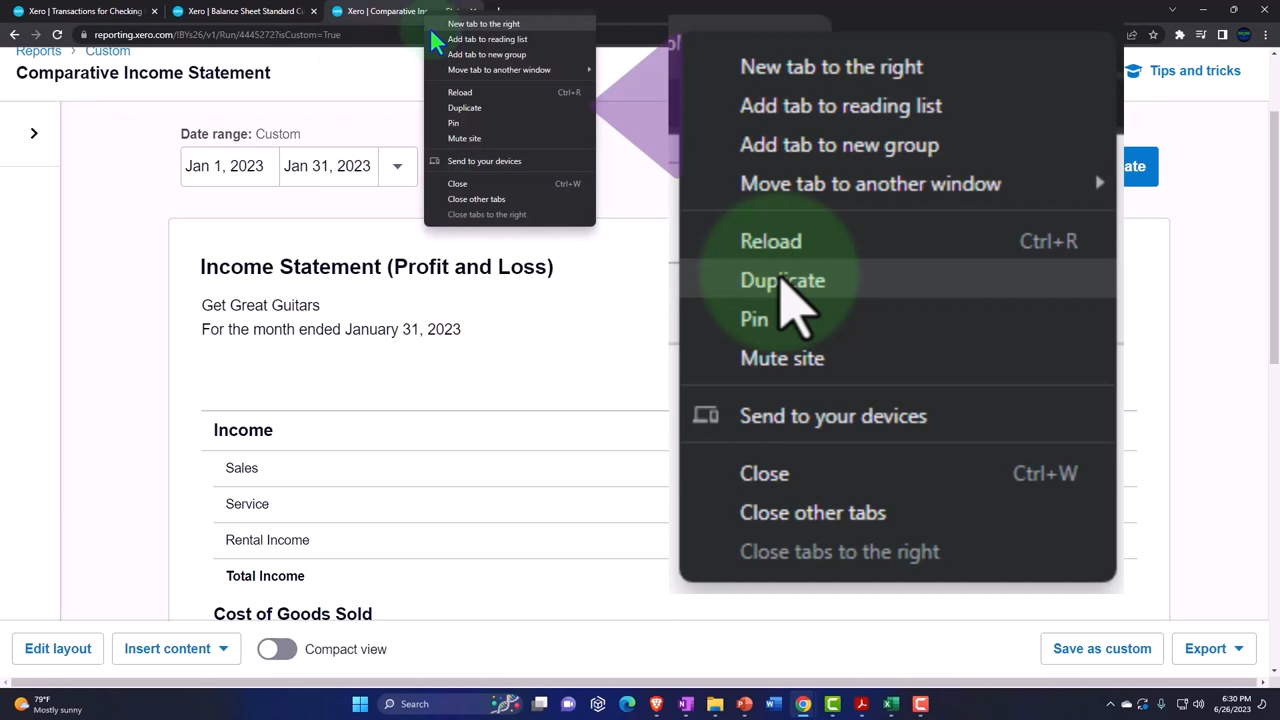 Xero | Transactions for Checking
Xero | Balance Sheet - Custom
Xero | Comparative In
reporting.xero.com/!BYs26/v1/Run/4445272?isCustom=True
Reports > Custom
Comparative Income Statement
Tips and tricks
Date range: Custom
Jan 1, 2023
Jan 31, 2023
ate
New tab to the right
Add tab to reading list
Add tab to new group
Move tab to another window
Reload Ctrl+R
Duplicate
Pin
Mute site
Send to your devices
Close Ctrl+W
Close other tabs
Close tabs to the right
New tab to the right
Add tab to reading list
Add tab to new group
Move tab to another window
Reload Ctrl+R
Duplicate
Pin
Mute site
Send to your devices
Close Ctrl+W
Close other tabs
Close tabs to the right
Income Statement (Profit and Loss)
Get Great Guitars
For the month ended January 31, 2023
Income
Sales
Service
Rental Income
Total Income
Cost of Goods Sold
Edit layout
Insert content
Compact view
Save as custom
Export
79°F
Mostly sunny
Search
6:30 PM
6/26/2023